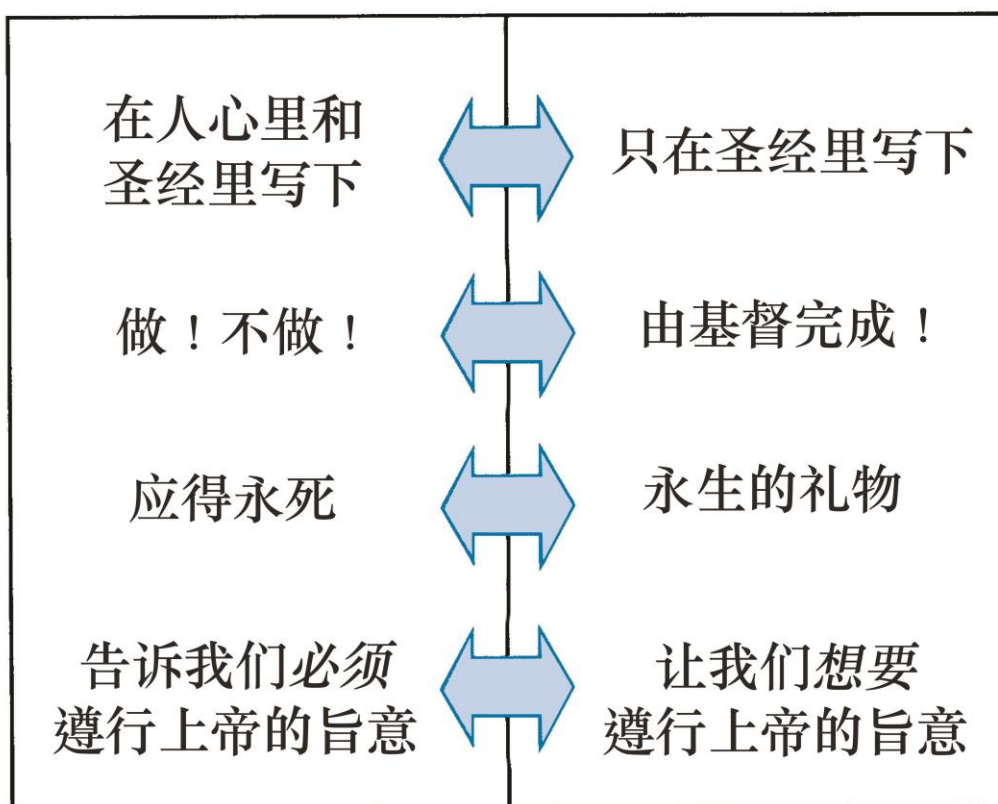 在人心里和
圣经里写下
只在圣经里写下
做！不做！
由基督完成！
应得永死
永生的礼物
告诉我们必须
遵行上帝的旨意
让我们想要
遵行上帝的旨意